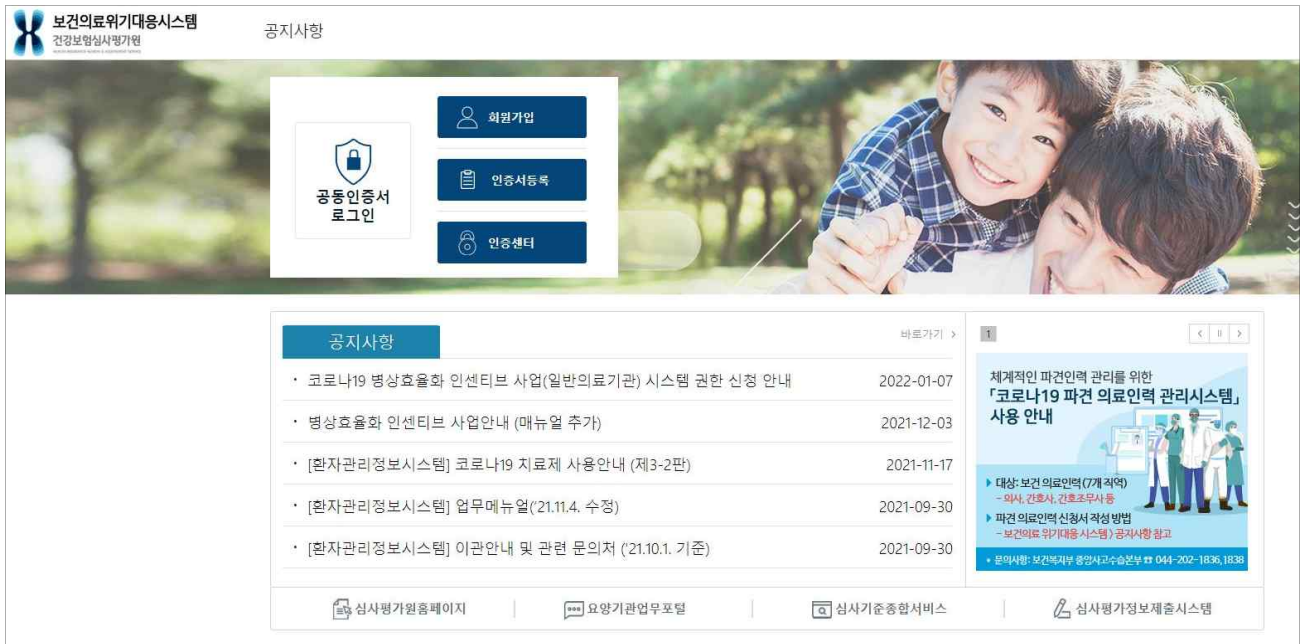 보건의료위기대응시스템
건강보험심사평가원
공지사항
공동인증서
로그인
회원가입
인증서등록
인증센터
공지사항
바로가기 >
· 코로나19 병상효율화 인센티브 사업(일반의료기관) 시스템 권한 신청 안내 2022-01-07
· 병상효율화 인센티브 사업안내 (매뉴얼 추가) 2021-12-03
· [환자관리정보시스템] 코로나19 치료제 사용안내 (제3-2판) 2021-11-17
· [환자관리정보시스템] 업무메뉴얼('21.11.4. 수정) 2021-09-30
· [환자관리정보시스템] 이관안내 및 관련 문의처 ('21.10.1. 기준) 2021-09-30
1
체계적인 파견인력 관리를 위한
「코로나19 파견 의료인력 관리시스템」
사용 안내
대상: 보건 의료인력(7개 직역)
- 의사, 간호사, 간호조무사 등
파견 의료인력 신청서 작성 방법
- 보건의료 위기대응 시스템 > 공지사항 참고
• 문의사항: 보건복지부 중앙사고수습본부 ☎ 044-202-1836, 1838
심사평가원홈페이지
요양기관업무포털
심사기준종합서비스
심사평가정보제출시스템